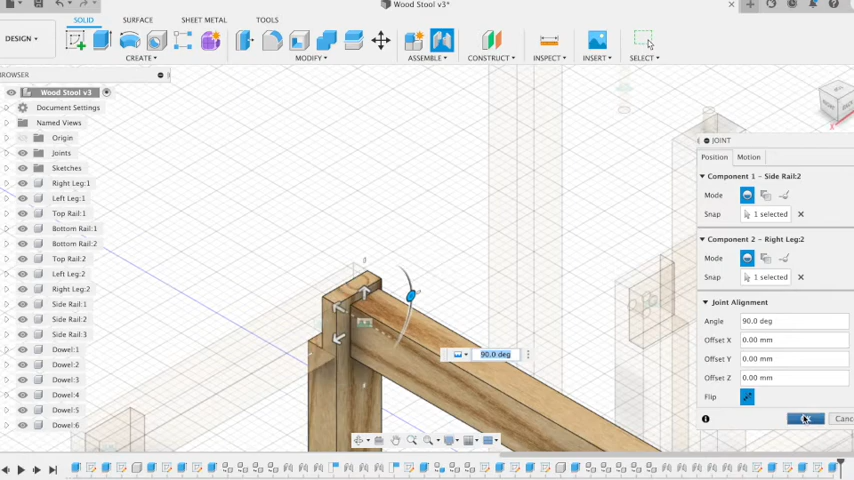 Wood Stool v3*
DESIGN
SOLID
SURFACE
SHEET METAL
TOOLS
CREATE
MODIFY
ASSEMBLE
CONSTRUCT
INSPECT
INSERT
SELECT
BROWSER
Wood Stool v3
Document Settings
Named Views
Origin
Joints
Sketches
Right Leg:1
Left Leg:1
Top Rail:1
Bottom Rail:1
Bottom Rail:2
Top Rail:2
Left Leg:2
Right Leg:2
Side Rail:1
Side Rail:2
Side Rail:3
Dowel:1
Dowel:2
Dowel:3
Dowel:4
Dowel:5
Dowel:6
90.0 deg
JOINT
Position
Motion
Component 1 - Side Rail:2
Mode
Snap
1 selected
Component 2 - Right Leg:2
Mode
Snap
1 selected
Joint Alignment
Angle 90.0 deg
Offset X 0.00 mm
Offset Y 0.00 mm
Offset Z 0.00 mm
Flip
Canc